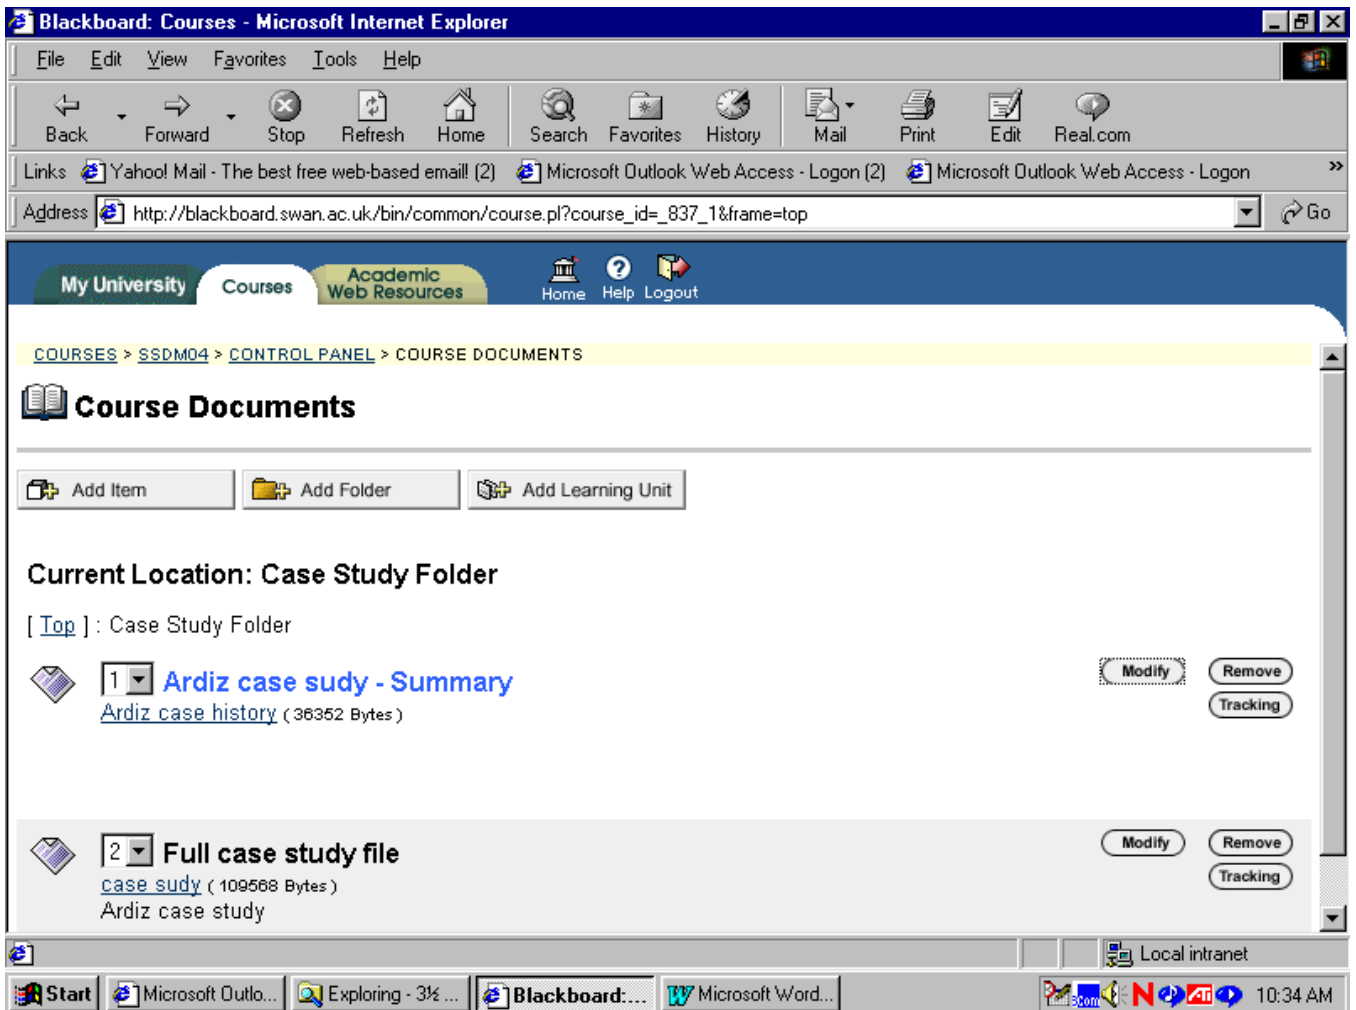 Blackboard: Courses - Microsoft Internet Explorer
File Edit View Favorites Tools Help
Back Forward Stop Refresh Home Search Favorites History Mail Print Edit Real.com
Links Yahoo! Mail - The best free web-based email! (2) Microsoft Outlook Web Access - Logon (2) Microsoft Outlook Web Access - Logon »
Address http://blackboard.swan.ac.uk/bin/common/course.pl?course_id=_837_1&frame=top Go
My University Courses Academic Web Resources Home Help Logout
COURSES > SSDM04 > CONTROL PANEL > COURSE DOCUMENTS
Course Documents
Add Item Add Folder Add Learning Unit
Current Location: Case Study Folder
[ Top ] : Case Study Folder
1 Ardiz case sudy - Summary Modify Remove
Ardiz case history ( 36352 Bytes ) Tracking
2 Full case study file Modify Remove
case sudy ( 109568 Bytes ) Tracking
Ardiz case study
Local intranet
Start Microsoft Outlo... Exploring - 3½ ... Blackboard:... Microsoft Word... 3Com N ATI 10:34 AM